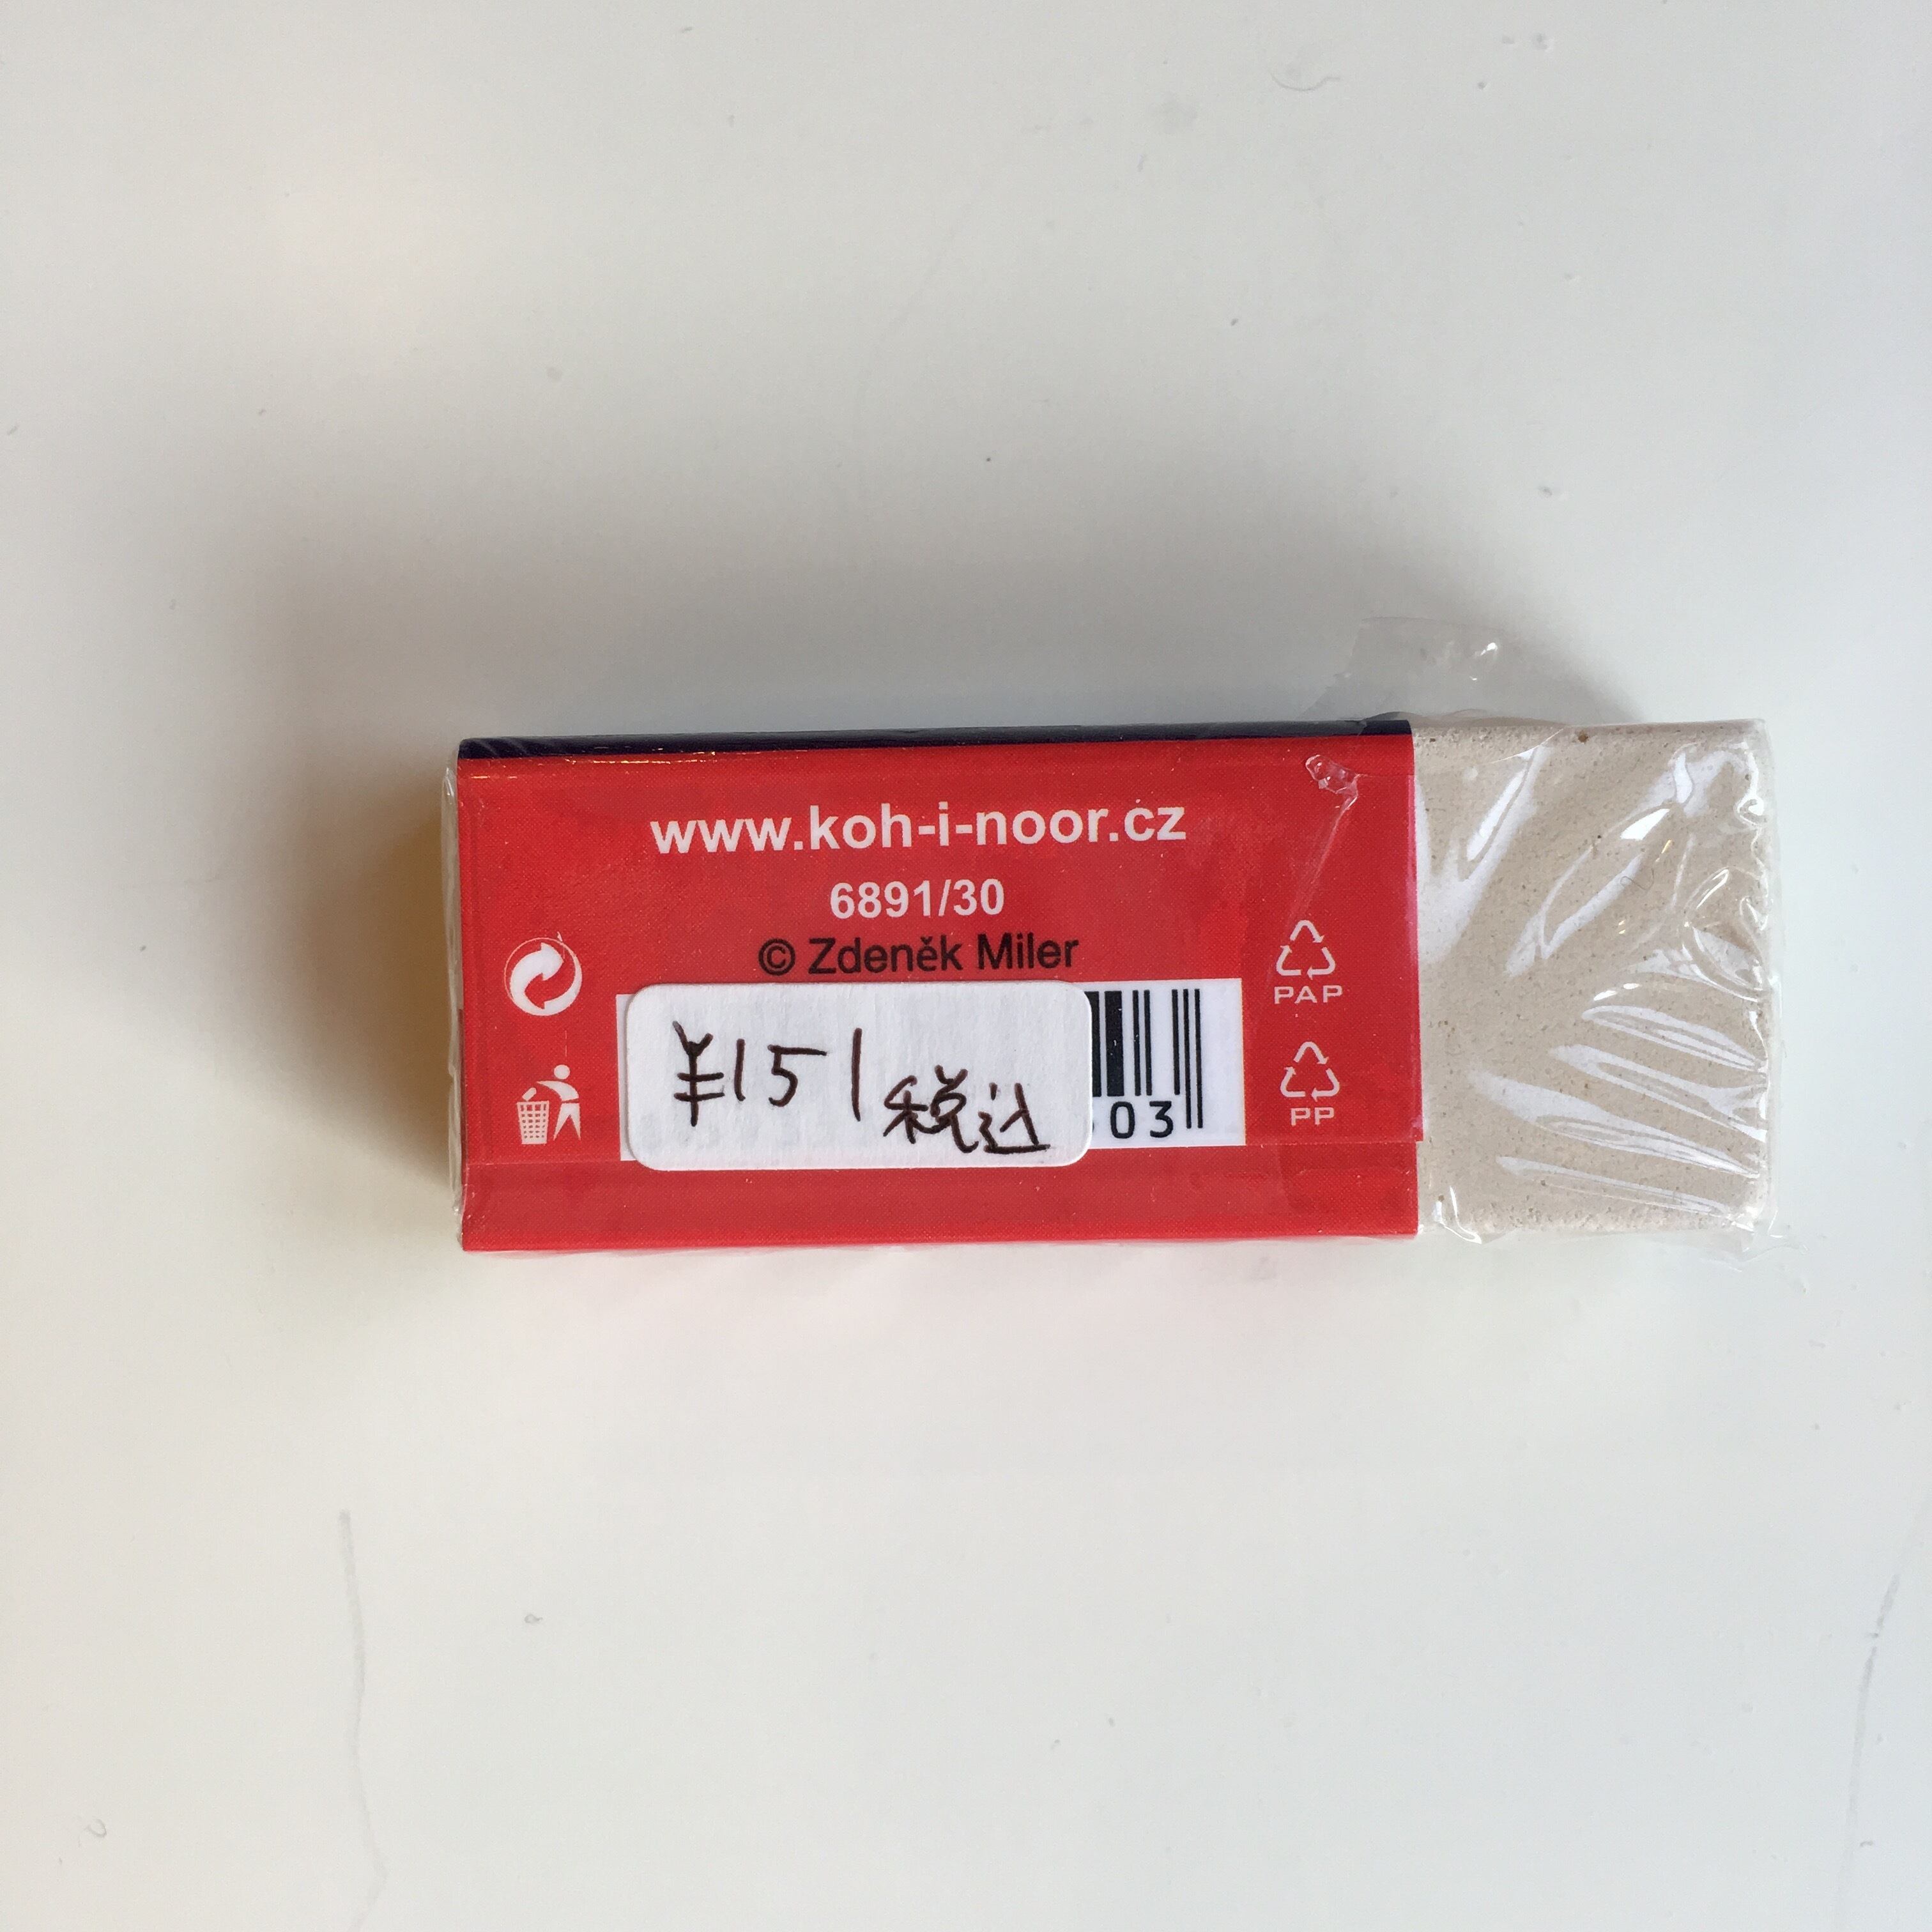 www.koh-i-noor.cz
6891/30
© Zdeněk Miler
¥151 税込
03
PAP
PP